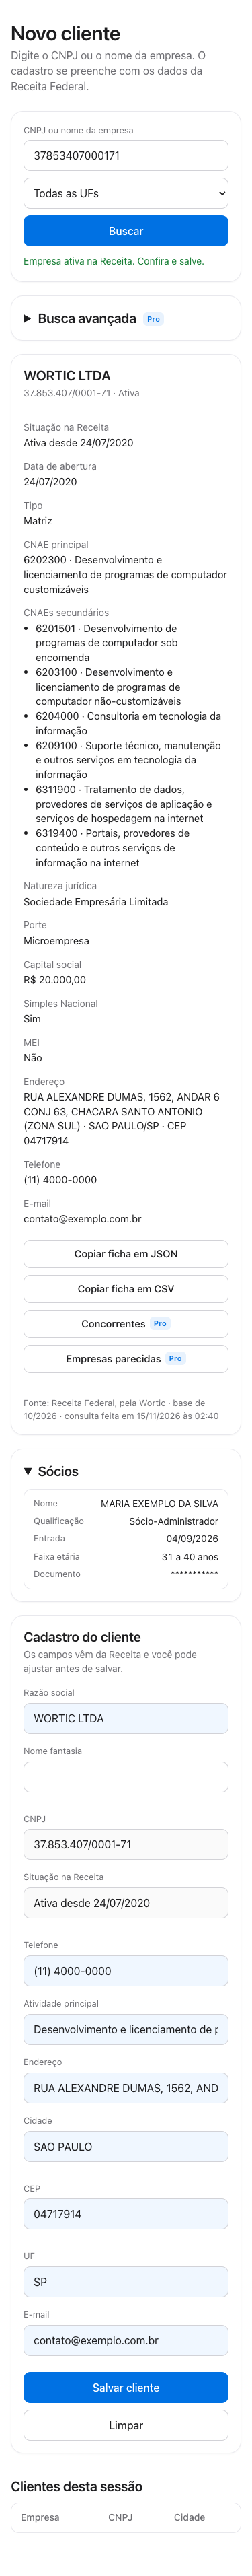 Novo cliente
Digite o CNPJ ou o nome da empresa. O
cadastro se preenche com os dados da
Receita Federal.
CNPJ ou nome da empresa
37853407000171
Todas as UFs
Buscar
Empresa ativa na Receita. Confira e salve.
Busca avançada Pro
WORTIC LTDA
37.853.407/0001-71 · Ativa
Situação na Receita
Ativa desde 24/07/2020
Data de abertura
24/07/2020
Tipo
Matriz
CNAE principal
6202300 · Desenvolvimento e
licenciamento de programas de computador
customizáveis
CNAEs secundários
• 6201501 · Desenvolvimento de
programas de computador sob
encomenda
• 6203100 · Desenvolvimento e
licenciamento de programas de
computador não-customizáveis
• 6204000 · Consultoria em tecnologia da
informação
• 6209100 · Suporte técnico, manutenção
e outros serviços em tecnologia da
informação
• 6311900 · Tratamento de dados,
provedores de serviços de aplicação e
serviços de hospedagem na internet
• 6319400 · Portais, provedores de
conteúdo e outros serviços de
informação na internet
Natureza jurídica
Sociedade Empresária Limitada
Porte
Microempresa
Capital social
R$ 20.000,00
Simples Nacional
Sim
MEI
Não
Endereço
RUA ALEXANDRE DUMAS, 1562, ANDAR 6
CONJ 63, CHACARA SANTO ANTONIO
(ZONA SUL) · SAO PAULO/SP · CEP
04717914
Telefone
(11) 4000-0000
E-mail
contato@exemplo.com.br
Copiar ficha em JSON
Copiar ficha em CSV
Concorrentes Pro
Empresas parecidas Pro
Fonte: Receita Federal, pela Wortic · base de
10/2026 · consulta feita em 15/11/2026 às 02:40
Sócios
Nome MARIA EXEMPLO DA SILVA
Qualificação Sócio-Administrador
Entrada 04/09/2026
Faixa etária 31 a 40 anos
Documento ***********
Cadastro do cliente
Os campos vêm da Receita e você pode
ajustar antes de salvar.
Razão social
WORTIC LTDA
Nome fantasia
CNPJ
37.853.407/0001-71
Situação na Receita
Ativa desde 24/07/2020
Telefone
(11) 4000-0000
Atividade principal
Desenvolvimento e licenciamento de p
Endereço
RUA ALEXANDRE DUMAS, 1562, AND
Cidade
SAO PAULO
CEP
04717914
UF
SP
E-mail
contato@exemplo.com.br
Salvar cliente
Limpar
Clientes desta sessão
Empresa CNPJ Cidade